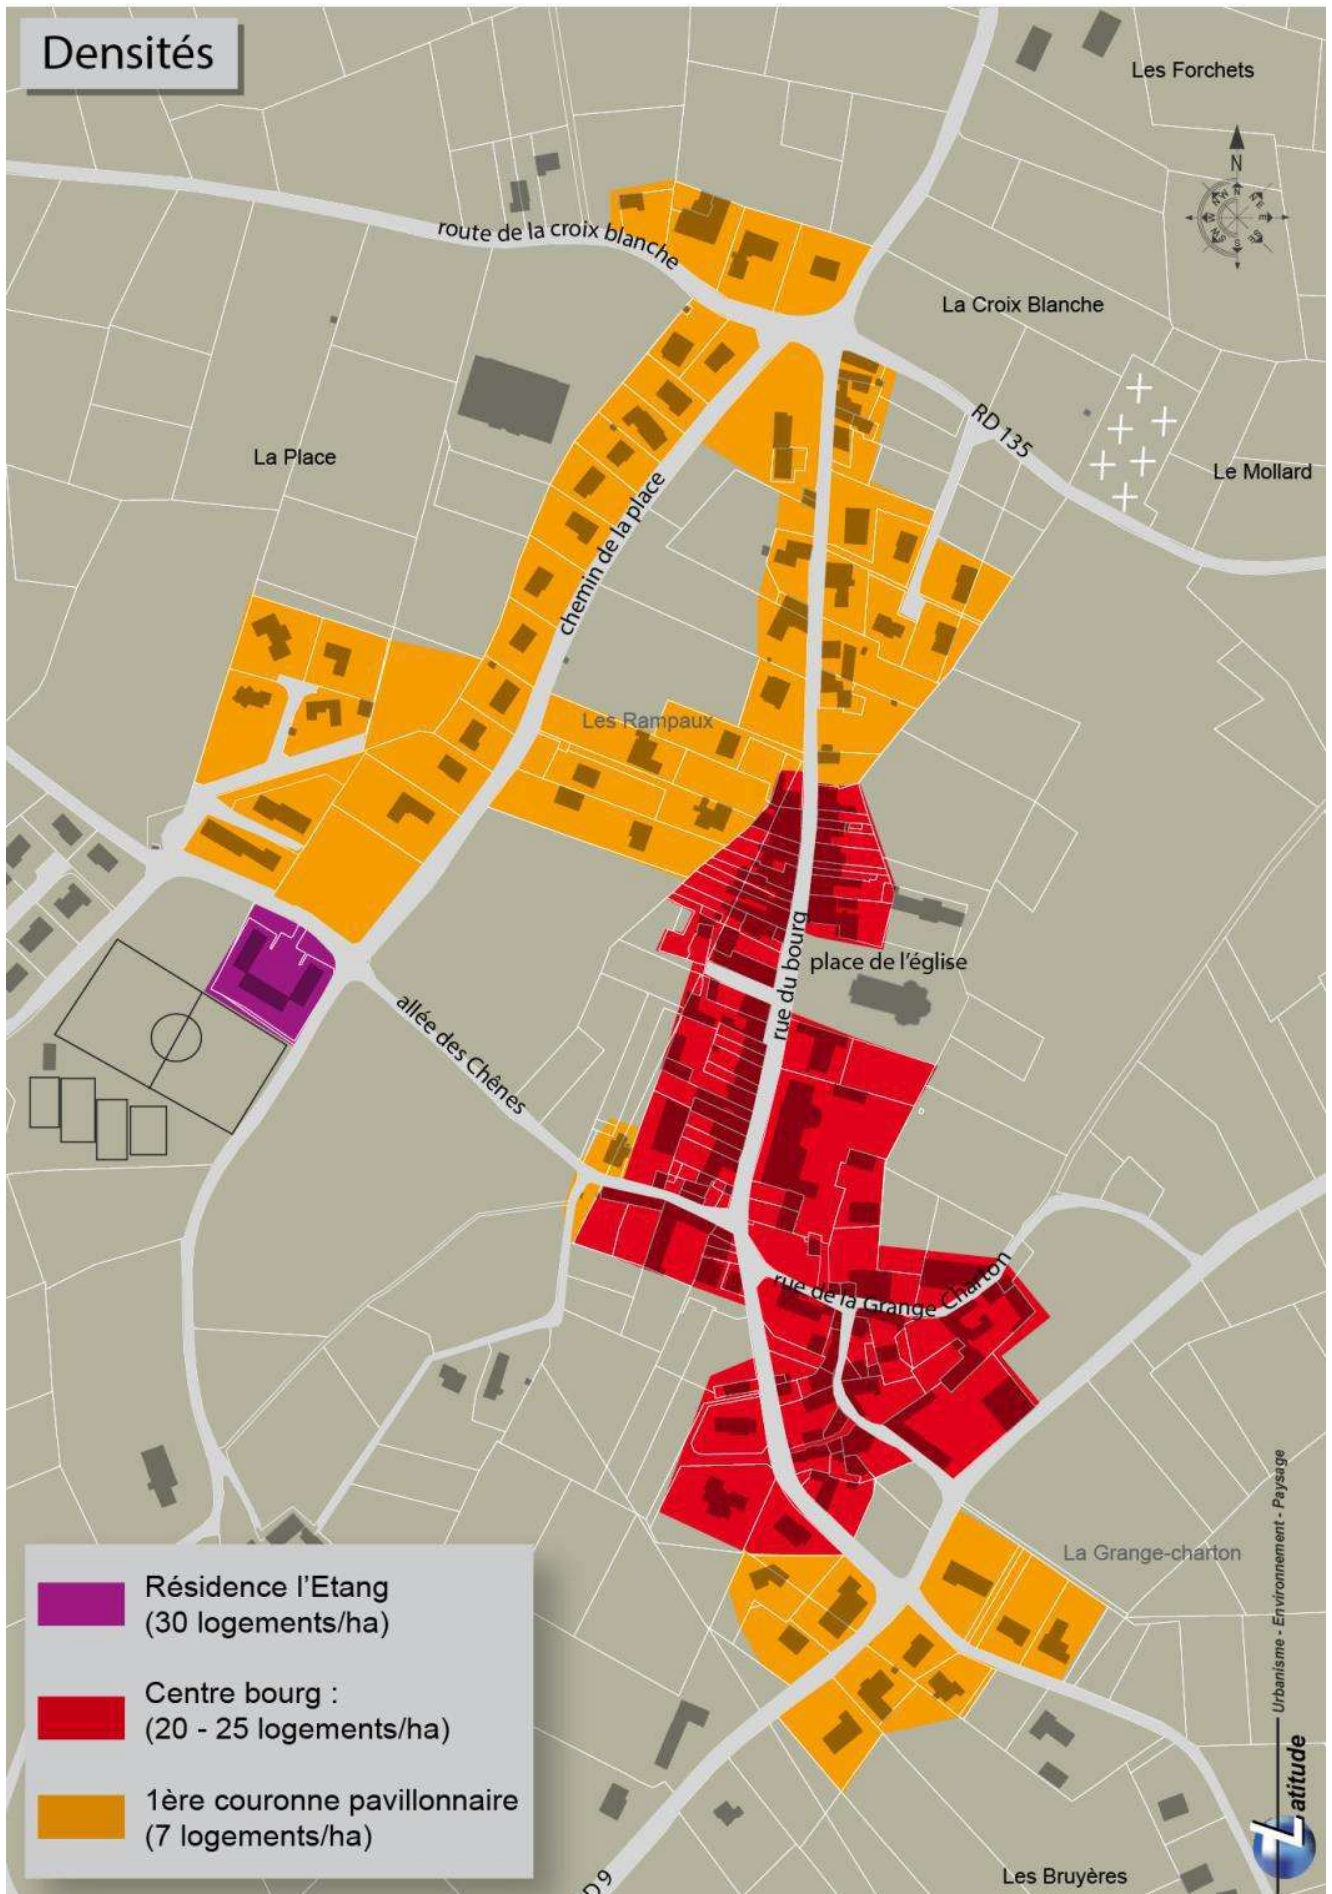 Densités
Les Forchets
N
route de la croix blanche
La Croix Blanche
RD 135
La Place
Le Mollard
chemin de la place
Les Rampaux
rue du bourg
place de l'église
allée des Chênes
rue de la Grange Charton
La Grange-charton
Résidence l'Etang
(30 logements/ha)
Centre bourg :
(20 - 25 logements/ha)
1ère couronne pavillonnaire
(7 logements/ha)
D 9
Les Bruyères
Latitude
Urbanisme - Environnement - Paysage